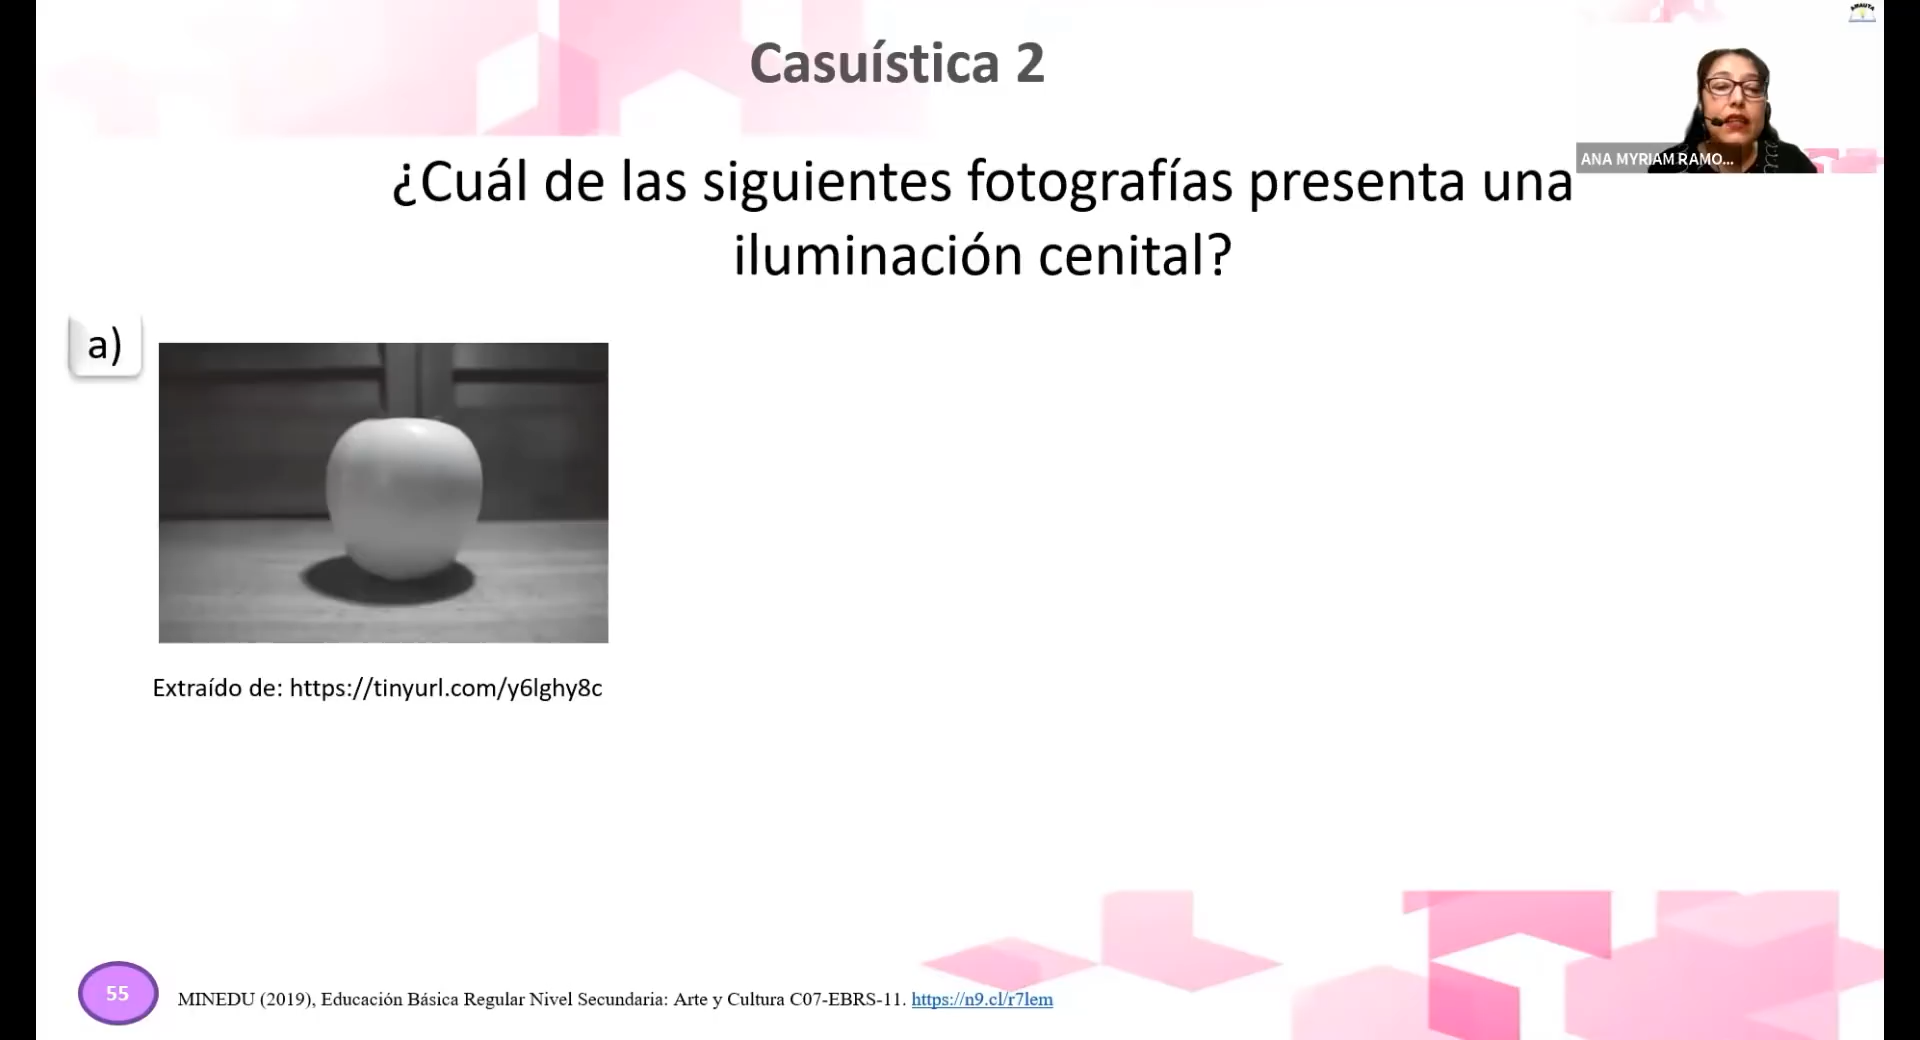 Casuística 2
¿Cuál de las siguientes fotografías presenta una
iluminación cenital?
ANA MYRIAM RAMO...
a)
Extraído de: https://tinyurl.com/y6lghy8c
55
MINEDU (2019), Educación Básica Regular Nivel Secundaria: Arte y Cultura C07-EBRS-11. https://n9.cl/r7lem